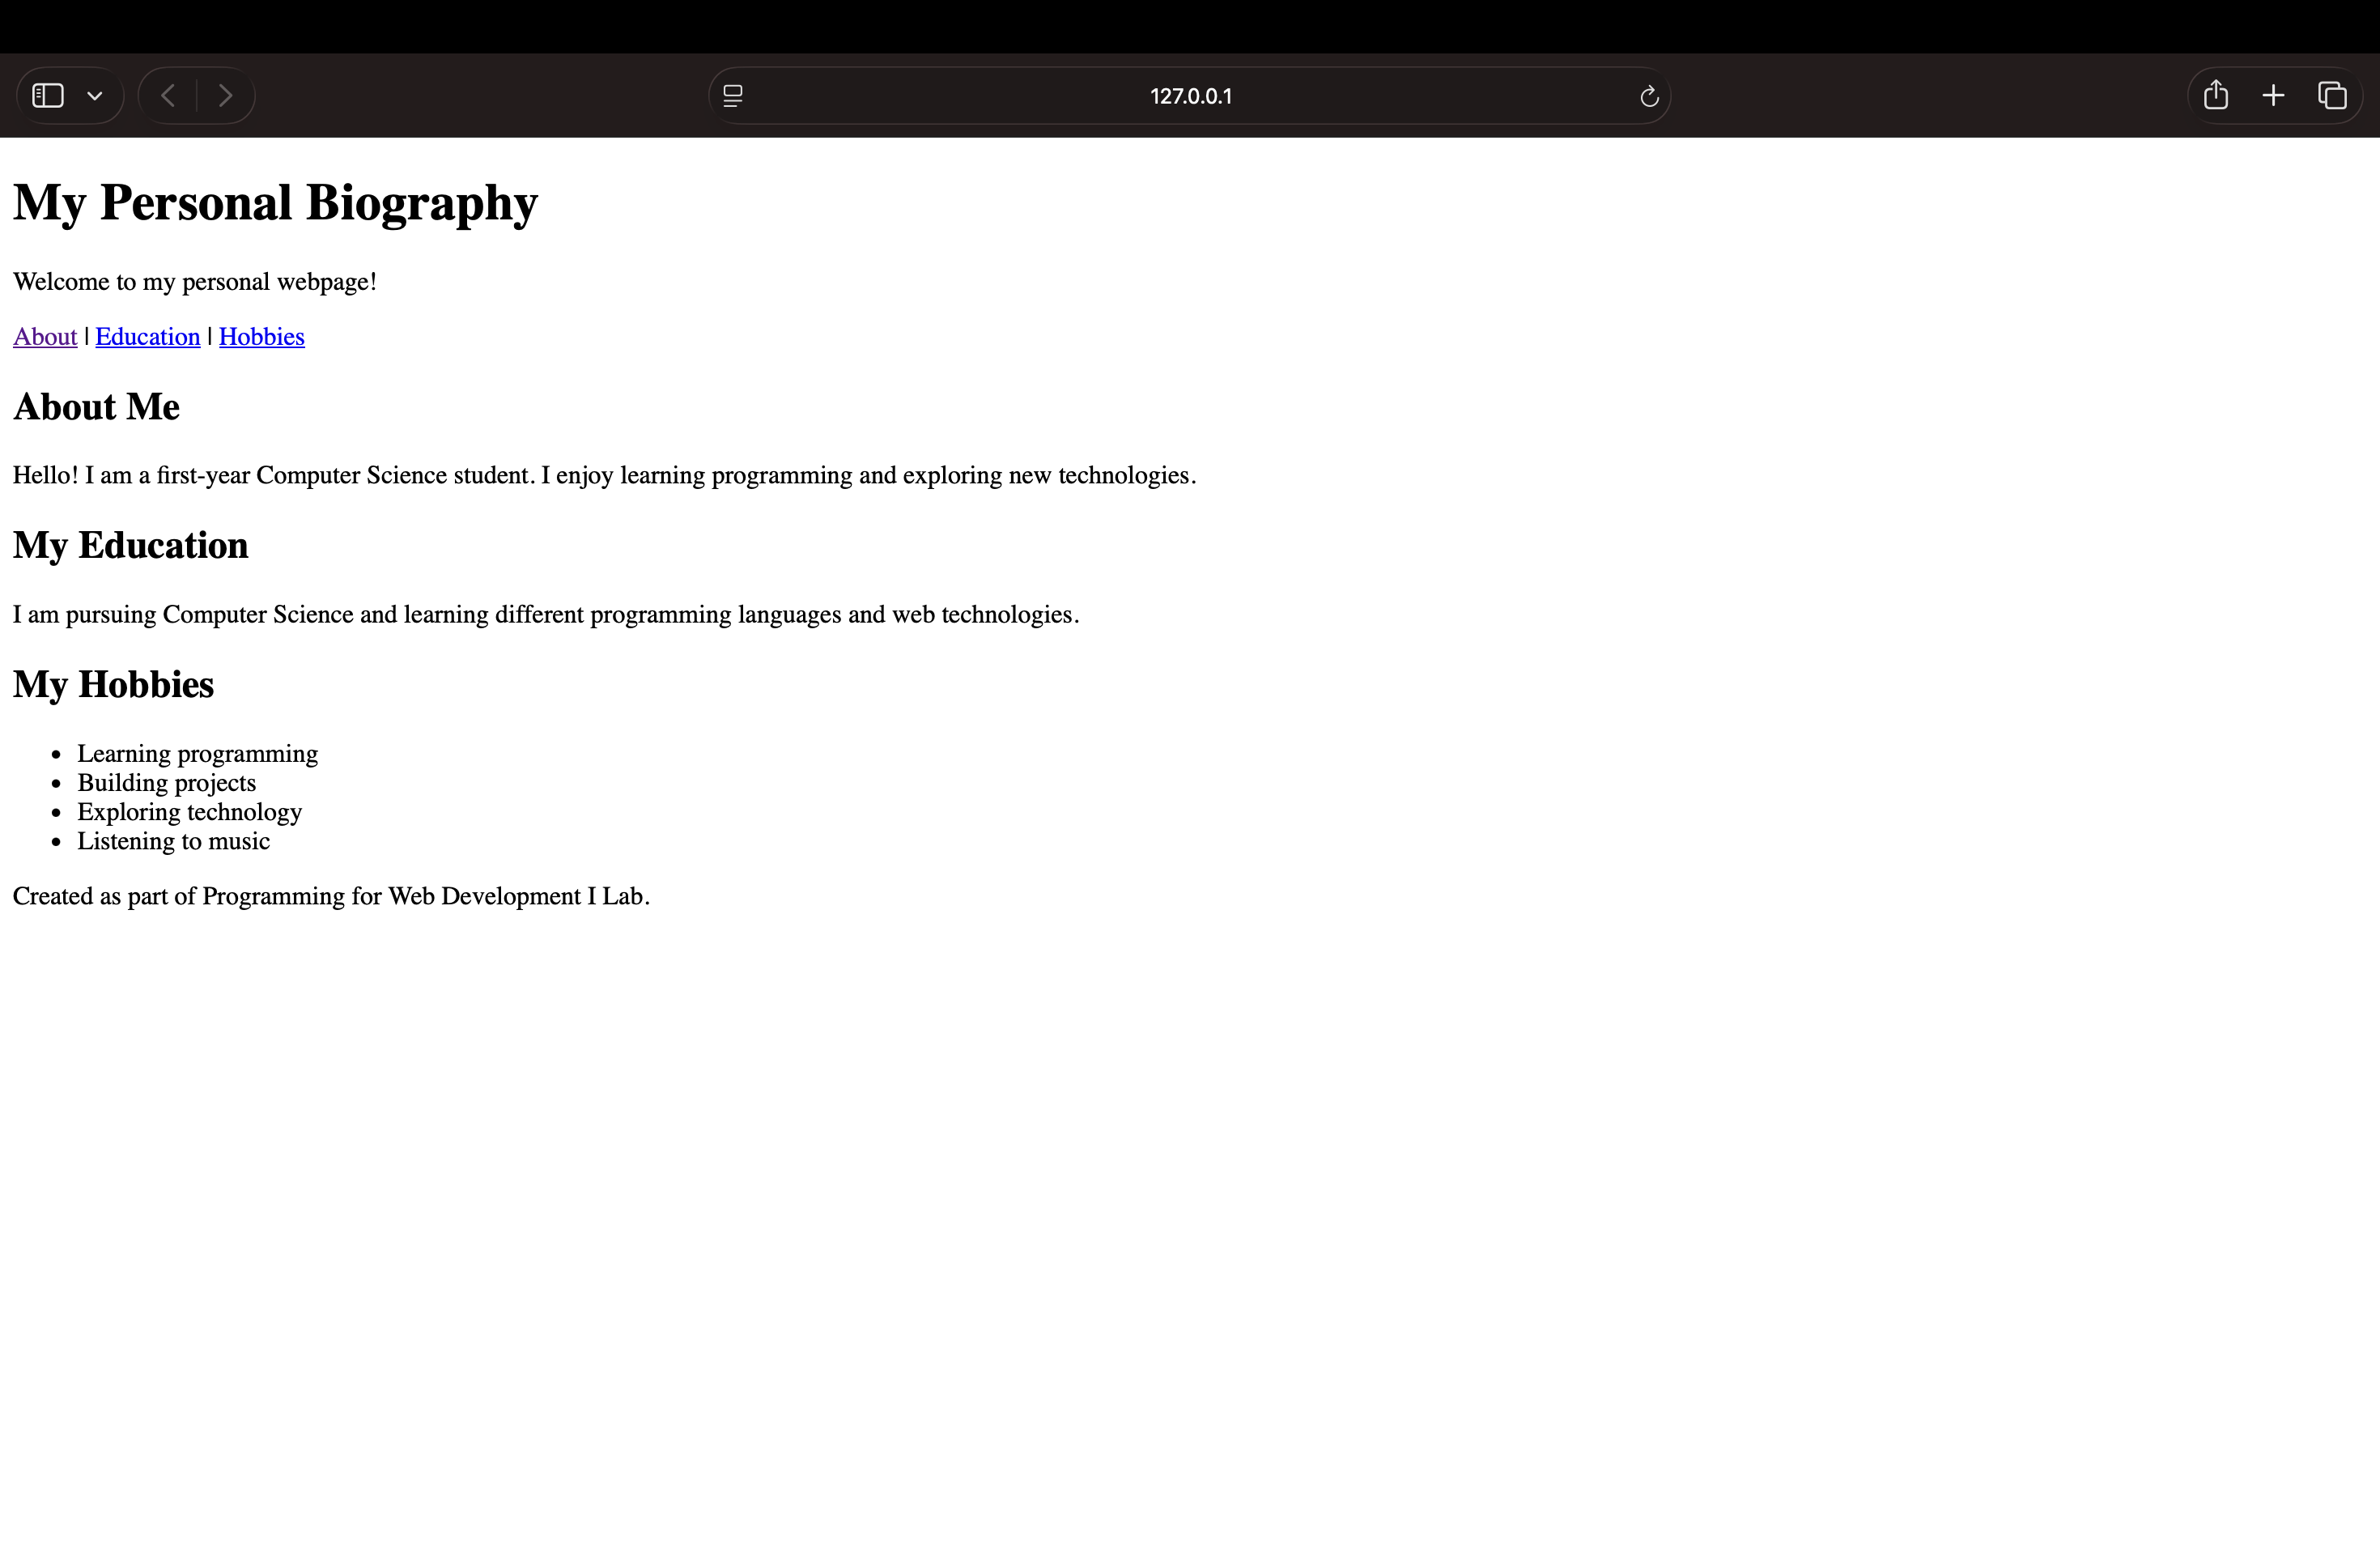 127.0.0.1
My Personal Biography
Welcome to my personal webpage!
About | Education | Hobbies
About Me
Hello! I am a first-year Computer Science student. I enjoy learning programming and exploring new technologies.
My Education
I am pursuing Computer Science and learning different programming languages and web technologies.
My Hobbies
• Learning programming
• Building projects
• Exploring technology
• Listening to music
Created as part of Programming for Web Development I Lab.